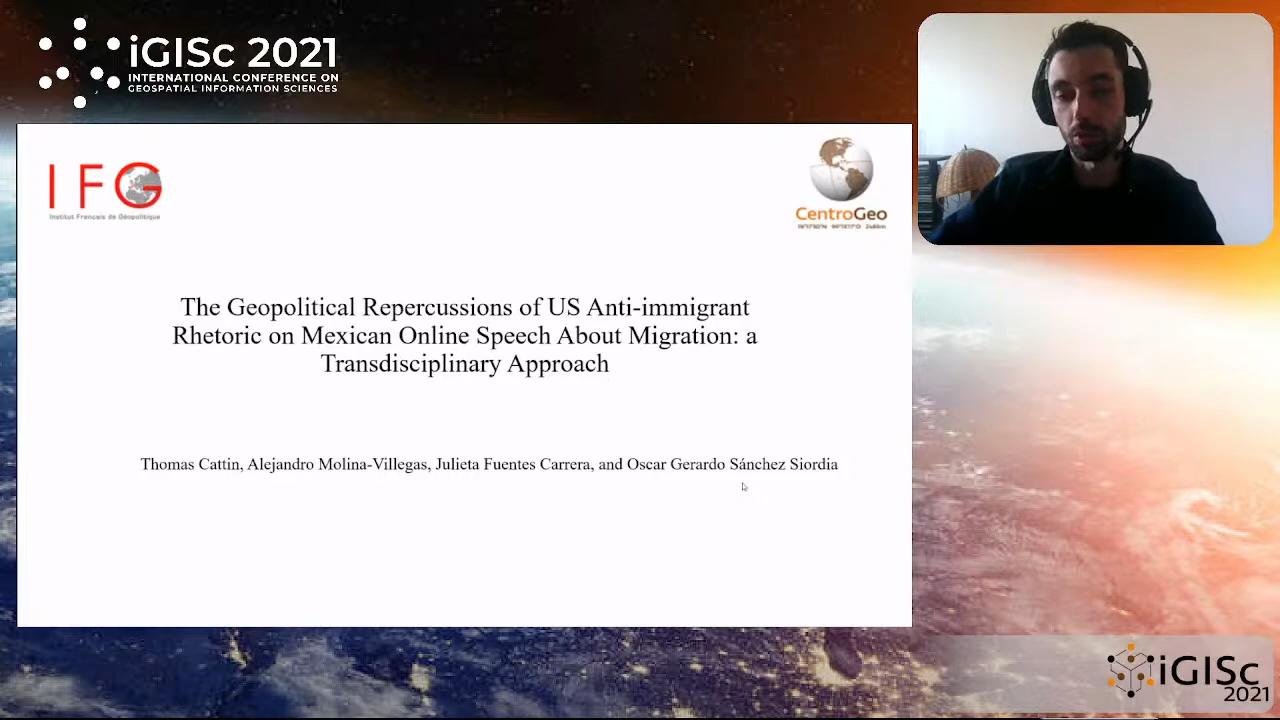 iGISc 2021
INTERNATIONAL CONFERENCE ON
GEOSPATIAL INFORMATION SCIENCES
IFG
Institut Français de Géopolitique
CentroGeo
The Geopolitical Repercussions of US Anti-immigrant
Rhetoric on Mexican Online Speech About Migration: a
Transdisciplinary Approach
Thomas Cattin, Alejandro Molina-Villegas, Julieta Fuentes Carrera, and Oscar Gerardo Sánchez Siordia
iGISc
2021